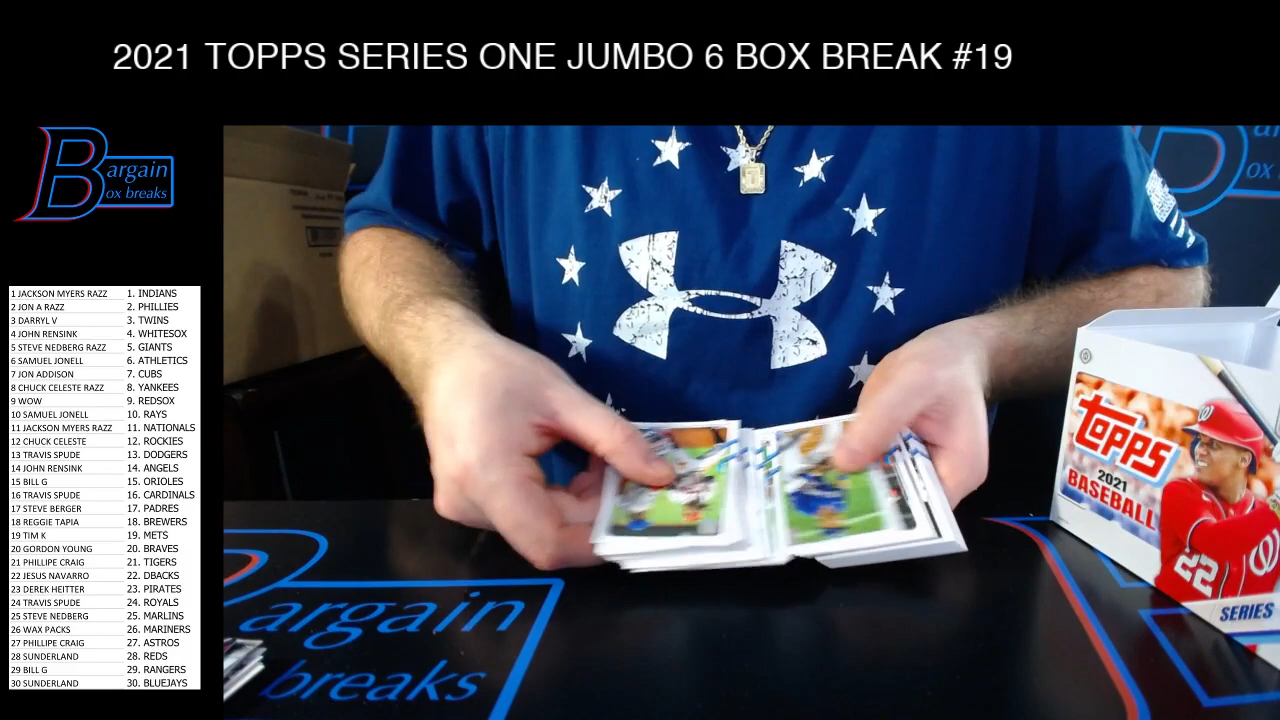 2021 TOPPS SERIES ONE JUMBO 6 BOX BREAK #19
Bargain
ox breaks
1 JACKSON MYERS RAZZ 1. INDIANS
2 JON A RAZZ 2. PHILLIES
3 DARRYL V 3. TWINS
4 JOHN RENSINK 4. WHITESOX
5 STEVE NEDBERG RAZZ 5. GIANTS
6 SAMUEL JONELL 6. ATHLETICS
7 JON ADDISON 7. CUBS
8 CHUCK CELESTE RAZZ 8. YANKEES
9 WOW 9. REDSOX
10 SAMUEL JONELL 10. RAYS
11 JACKSON MYERS RAZZ 11. NATIONALS
12 CHUCK CELESTE 12. ROCKIES
13 TRAVIS SPUDE 13. DODGERS
14 JOHN RENSINK 14. ANGELS
15 BILL G 15. ORIOLES
16 TRAVIS SPUDE 16. CARDINALS
17 STEVE BERGER 17. PADRES
18 REGGIE TAPIA 18. BREWERS
19 TIM K 19. METS
20 GORDON YOUNG 20. BRAVES
21 PHILLIPE CRAIG 21. TIGERS
22 JESUS NAVARRO 22. DBACKS
23 DEREK HEITTER 23. PIRATES
24 TRAVIS SPUDE 24. ROYALS
25 STEVE NEDBERG 25. MARLINS
26 WAX PACKS 26. MARINERS
27 PHILLIPE CRAIG 27. ASTROS
28 SUNDERLAND 28. REDS
29 BILL G 29. RANGERS
30 SUNDERLAND 30. BLUEJAYS
B
ox
TOPPS
2021
BASEBALL
W
W
22
SERIES
argain
breaks